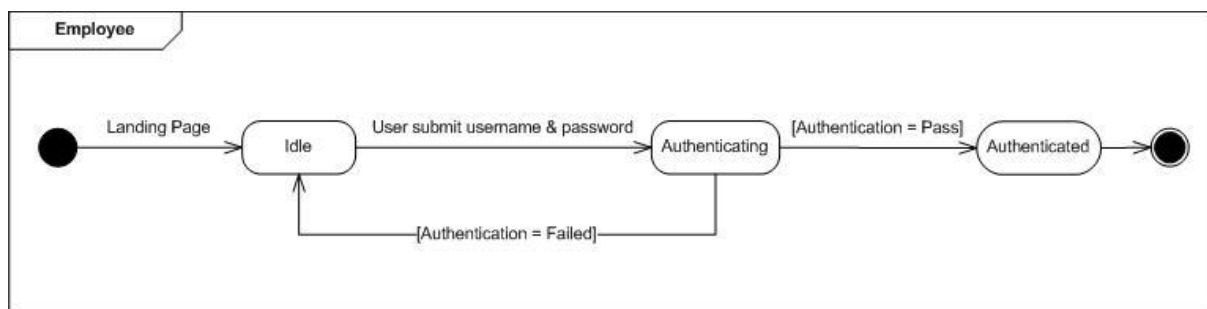 Employee
Landing Page
Idle
User submit username & password
Authenticating
[Authentication = Pass]
Authenticated
[Authentication = Failed]